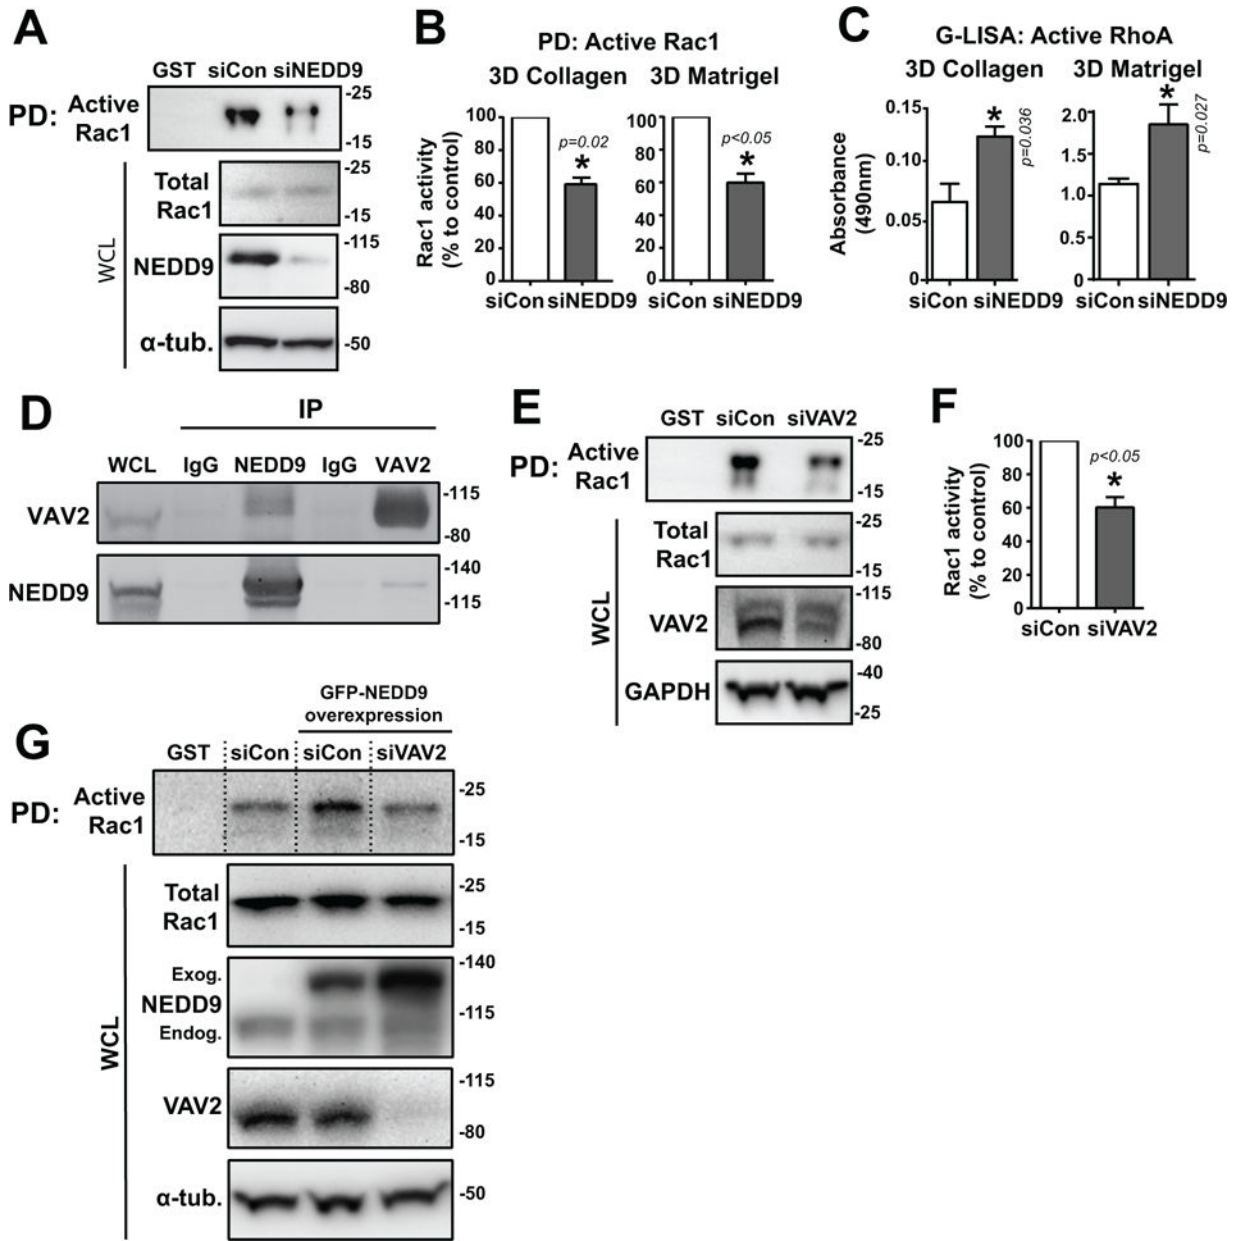 A
GST siCon siNEDD9
PD: Active Rac1
-25
-15
WCL
Total Rac1
-25
-15
NEDD9
-115
-80
α-tub.
-50
B
PD: Active Rac1
3D Collagen 3D Matrigel
Rac1 activity
(% to control)
100
80
60
40
20
0
p=0.02
*
siCon siNEDD9
100
80
60
40
20
0
p<0.05
*
siCon siNEDD9
C
G-LISA: Active RhoA
3D Collagen 3D Matrigel
Absorbance
(490nm)
0.15
0.10
0.05
0
*
p=0.036
siCon siNEDD9
2.0
1.5
1.0
0.5
0
*
p=0.027
siCon siNEDD9
D
IP
WCL IgG NEDD9 IgG VAV2
VAV2
-115
-80
NEDD9
-140
-115
E
GST siCon siVAV2
PD: Active Rac1
-25
-15
WCL
Total Rac1
-25
-15
VAV2
-115
-80
GAPDH
-40
-25
F
Rac1 activity
(% to control)
100
80
60
40
20
0
p<0.05
*
siCon siVAV2
G
GFP-NEDD9
overexpression
GST siCon siCon siVAV2
PD: Active Rac1
-25
-15
WCL
Total Rac1
-25
-15
Exog.
NEDD9
Endog.
-140
-115
VAV2
-115
-80
α-tub.
-50